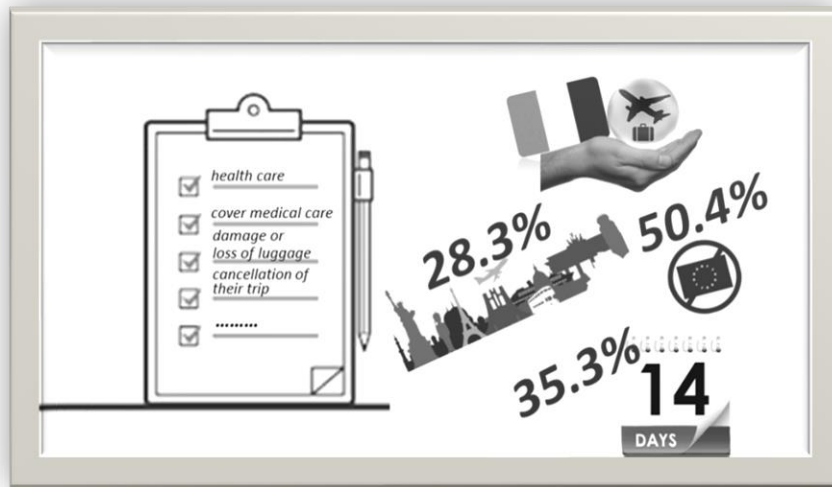 health care
cover medical care
damage or
loss of luggage
cancellation of
their trip
.........
28.3%
50.4%
35.3%
14
DAYS